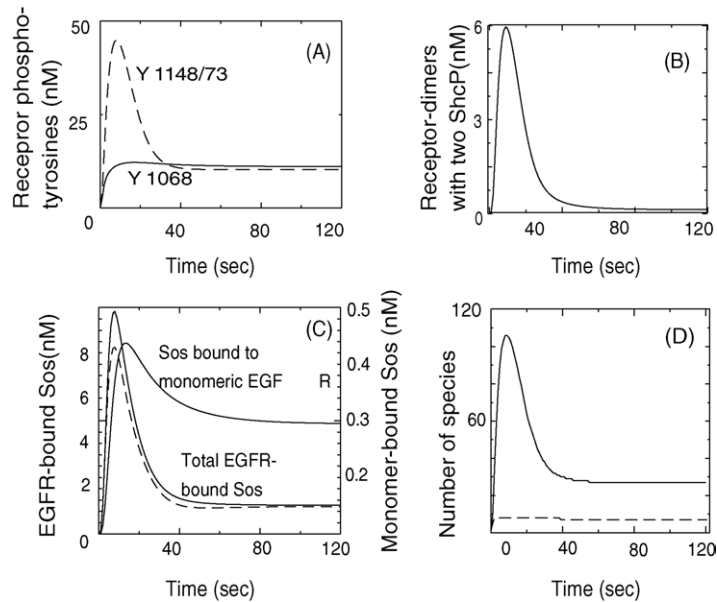 Recepror phospho-
tyrosines (nM)
50
25
0
(A)
Y 1148/73
Y 1068
0 40 80 120
Time (sec)
Receptor-dimers
with two ShcP(nM)
6
3
0
(B)
40 80 120
Time (sec)
EGFR-bound Sos(nM)
8
6
4
2
0
(C)
Sos bound to
monomeric EGF R
Total EGFR-
bound Sos
0.5
0.4
0.3
0.2
Monomer-bound Sos (nM)
0 40 80 120
Time (sec)
Number of species
120
60
(D)
0 40 80 120
Time (sec)